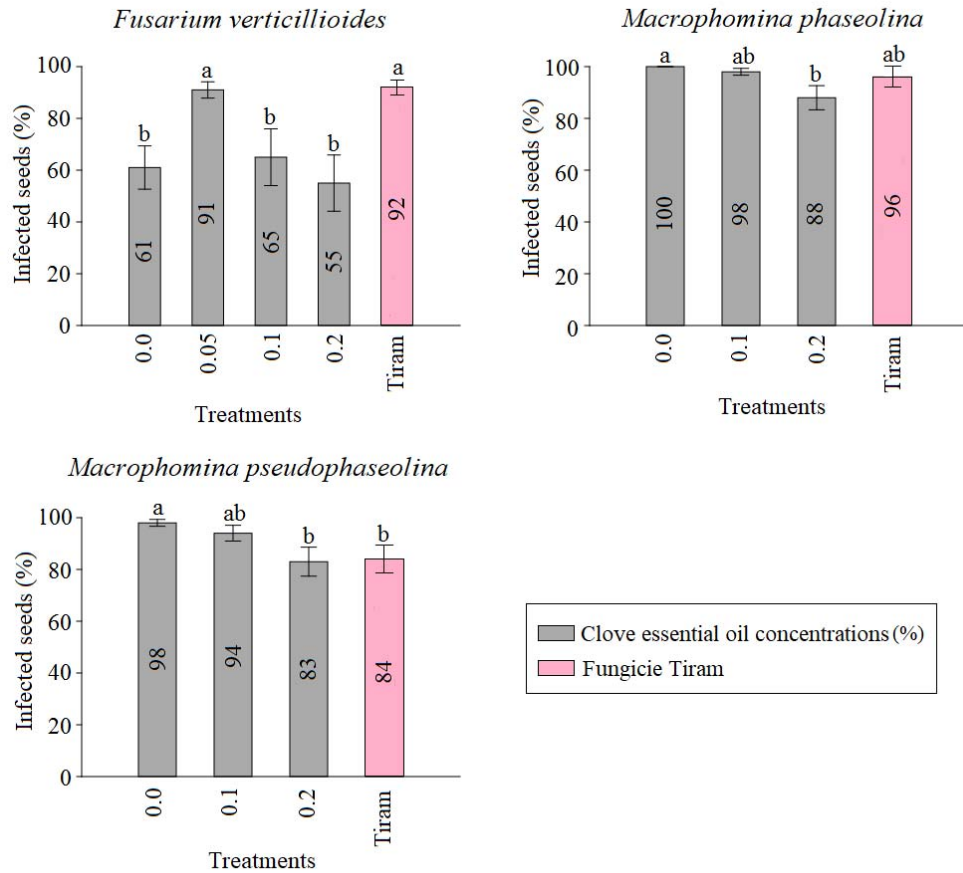 Fusarium verticillioides
Infected seeds (%)
100
80
60
40
20
0
b
a
b
b
a
61
91
65
55
92
0.0
0.05
0.1
0.2
Tiram
Treatments
Macrophomina phaseolina
Infected seeds (%)
100
80
60
40
20
0
a
ab
b
ab
100
98
88
96
0.0
0.1
0.2
Tiram
Treatments
Macrophomina pseudophaseolina
Infected seeds (%)
100
80
60
40
20
0
a
ab
b
b
98
94
83
84
0.0
0.1
0.2
Tiram
Treatments
Clove essential oil concentrations (%)
Fungicie Tiram